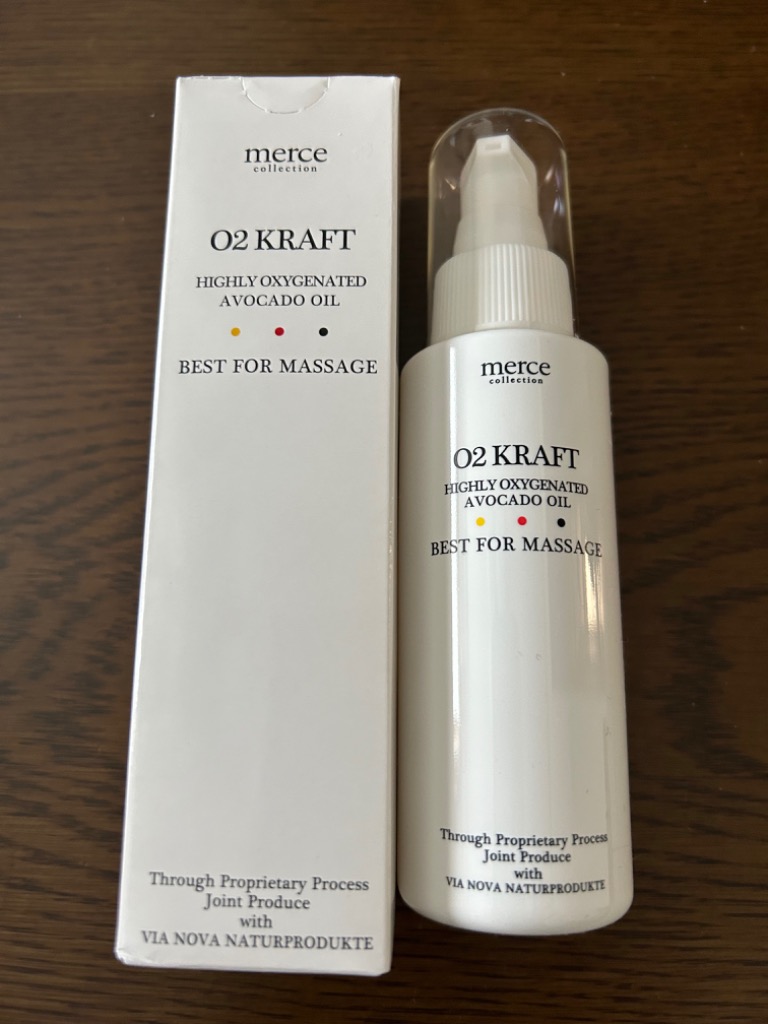 merce
collection
O2 KRAFT
HIGHLY OXYGENATED
AVOCADO OIL
BEST FOR MASSAGE
Through Proprietary Process
Joint Produce
with
VIA NOVA NATURPRODUKTE
merce
collection
O2 KRAFT
HIGHLY OXYGENATED
AVOCADO OIL
BEST FOR MASSAGE
Through Proprietary Process
Joint Produce
with
VIA NOVA NATURPRODUKTE